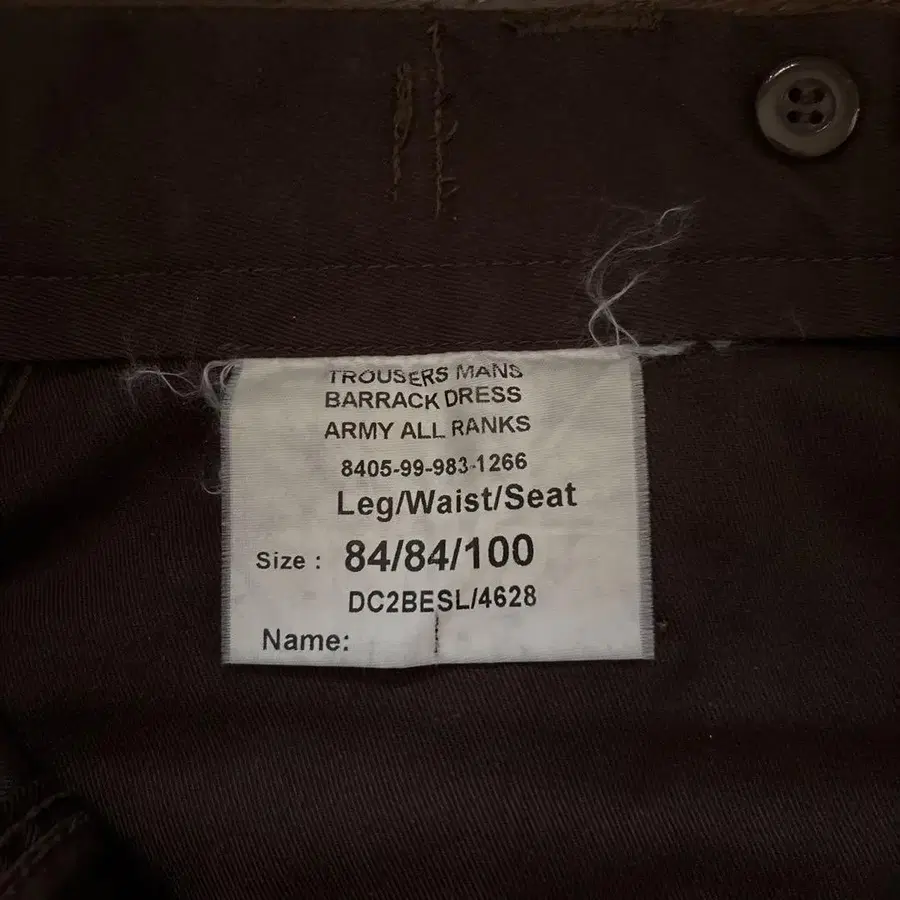 TROUSERS MANS
BARRACK DRESS
ARMY ALL RANKS
8405-99-983-1266
Leg/Waist/Seat
Size : 84/84/100
DC2BESL/4628
Name: